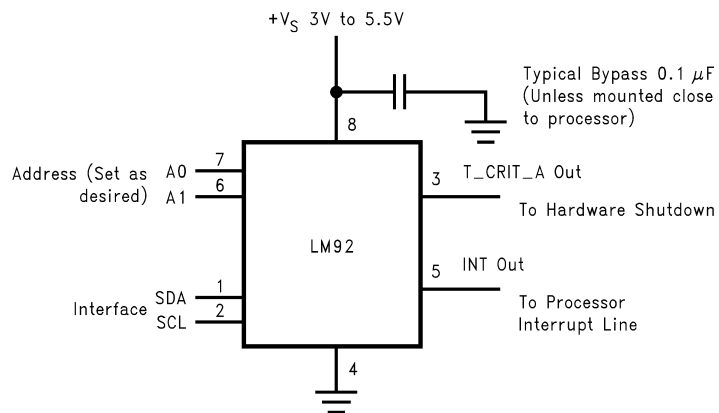 +VS 3V to 5.5V
Typical Bypass 0.1 μF
(Unless mounted close
to processor)
8
7
Address (Set as
desired)
A0
6
A1
3
T_CRIT_A Out
To Hardware Shutdown
LM92
5
INT Out
1
SDA
Interface
2
SCL
To Processor
Interrupt Line
4